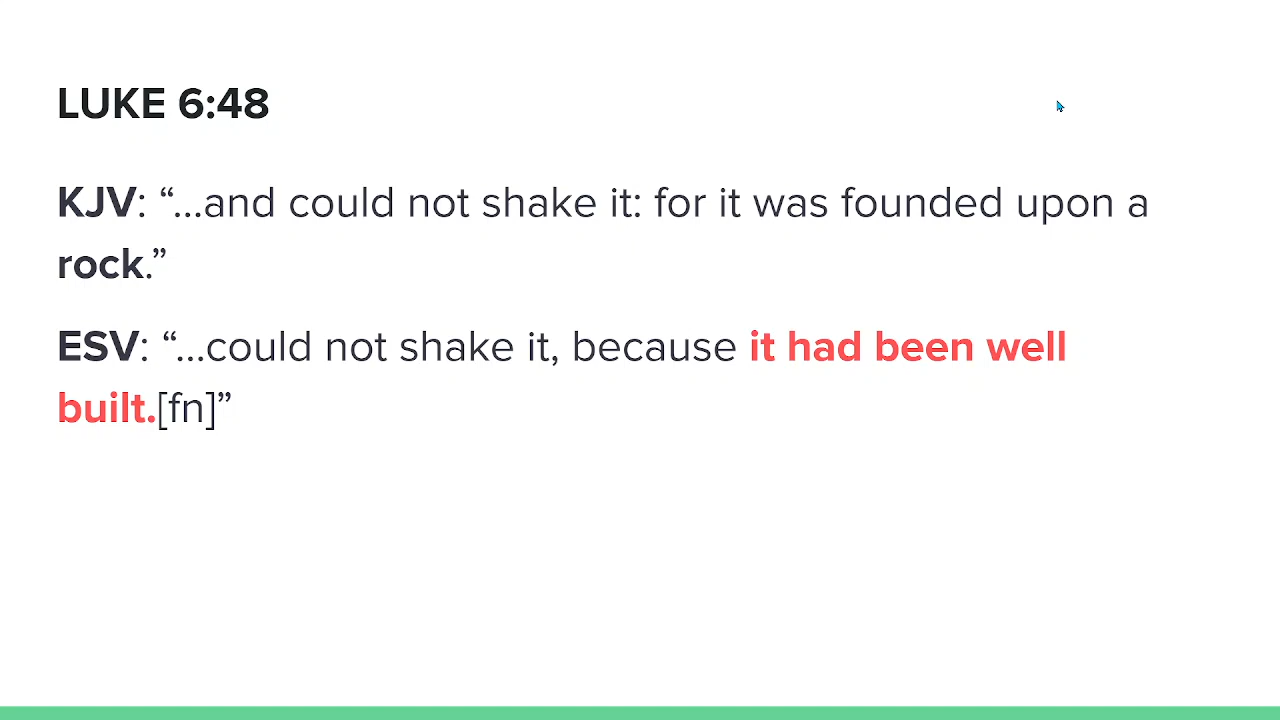 LUKE 6:48
KJV: “...and could not shake it: for it was founded upon a
rock.”
ESV: “...could not shake it, because it had been well
built.[fn]”